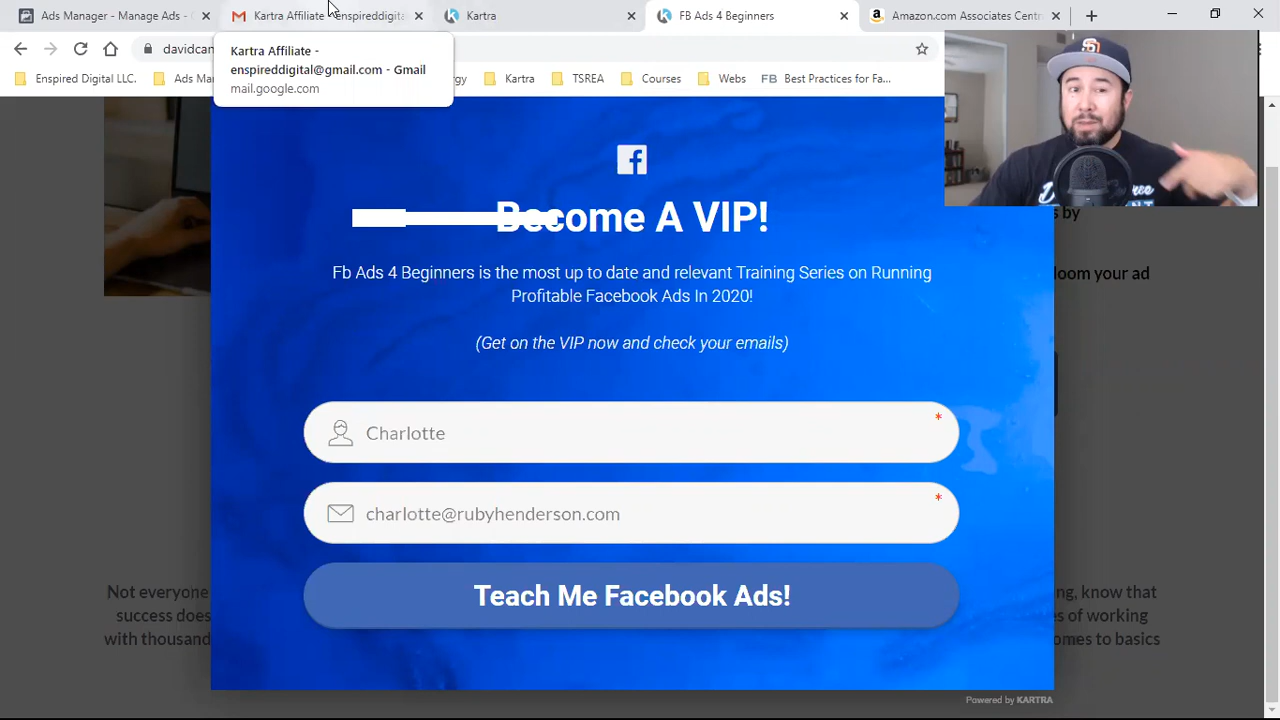 Ads Manager - Manage Ads -
Kartra Affiliate - enspireddigita
Kartra
FB Ads 4 Beginners
Amazon.com Associates Centr
davidcar
Kartra Affiliate -
enspireddigital@gmail.com - Gmail
mail.google.com
Enspired Digital LLC.
Ads Mar
Kartra
TSREA
Courses
Webs
FB Best Practices for Fa...
Become A VIP!
Fb Ads 4 Beginners is the most up to date and relevant Training Series on Running
Profitable Facebook Ads In 2020!
(Get on the VIP now and check your emails)
Charlotte
*
charlotte@rubyhenderson.com
*
Teach Me Facebook Ads!
s by
loom your ad
Not everyone
success does
with thousand
ng, know that
es of working
omes to basics
Powered by KARTRA